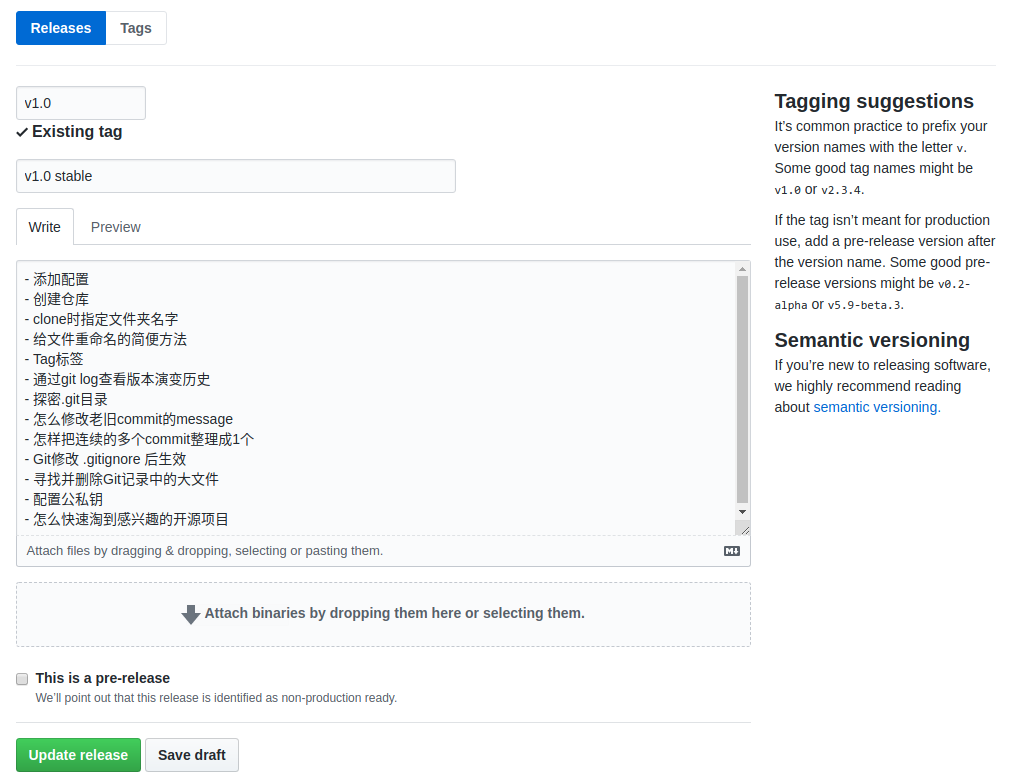 Releases Tags
v1.0
Existing tag
v1.0 stable
Write Preview
- 添加配置
- 创建仓库
- clone时指定文件夹名字
- 给文件重命名的简便方法
- Tag标签
- 通过git log查看版本演变历史
- 探密.git目录
- 怎么修改老旧commit的message
- 怎样把连续的多个commit整理成1个
- Git修改 .gitignore 后生效
- 寻找并删除Git记录中的大文件
- 配置公私钥
- 怎么快速淘到感兴趣的开源项目
Attach files by dragging & dropping, selecting or pasting them.
Attach binaries by dropping them here or selecting them.
This is a pre-release
We’ll point out that this release is identified as non-production ready.
Update release Save draft
Tagging suggestions
It’s common practice to prefix your
version names with the letter v.
Some good tag names might be
v1.0 or v2.3.4.
If the tag isn’t meant for production
use, add a pre-release version after
the version name. Some good pre-
release versions might be v0.2-
alpha or v5.9-beta.3.
Semantic versioning
If you’re new to releasing software,
we highly recommend reading
about semantic versioning.